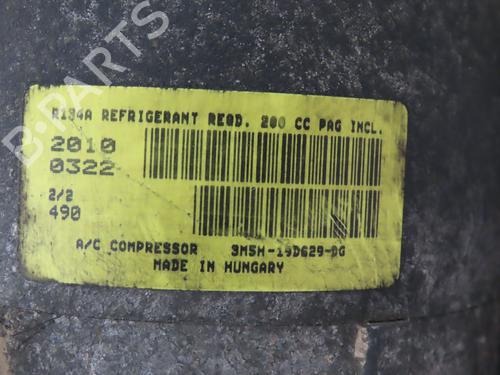 R134A REFRIGERANT REQD. 200 CC PAG INCL.
2010
0322
2/2
490
A/C COMPRESSOR 3M5H-19D629-DG
MADE IN HUNGARY
B-PARTS